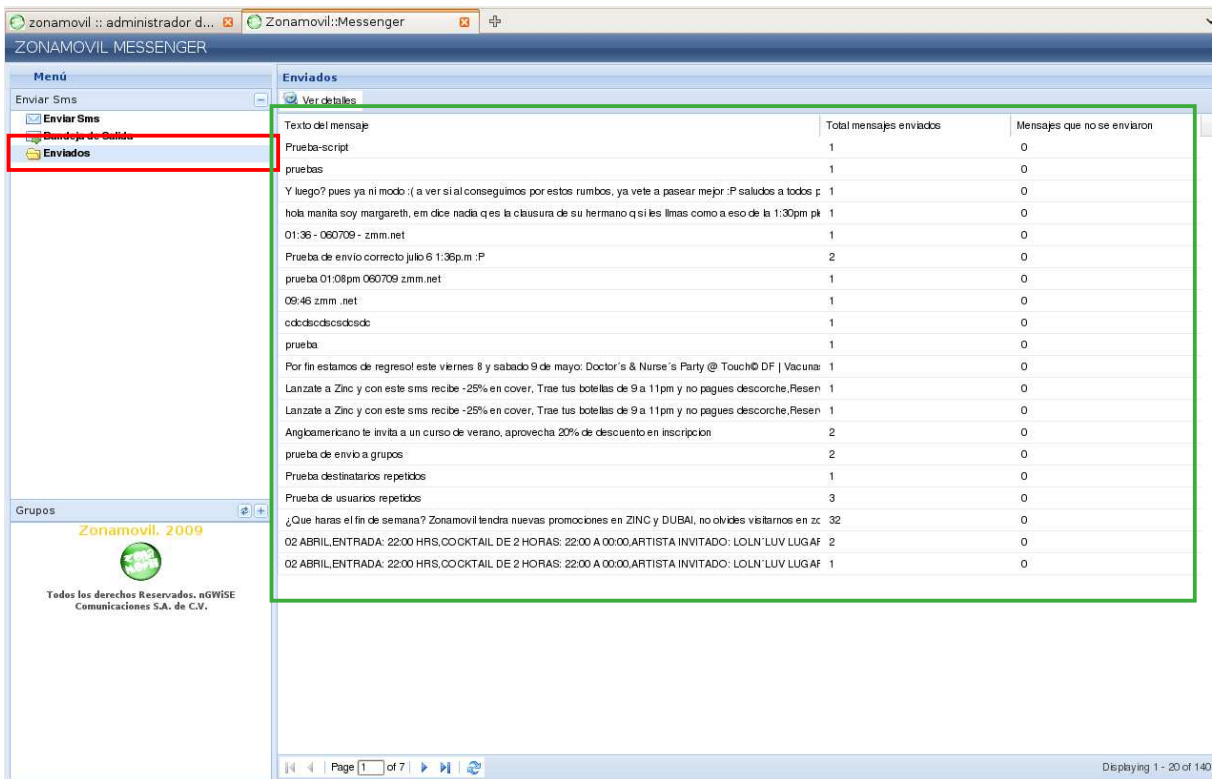 zonamovil :: administrador d...
Zonamovil::Messenger
ZONAMOVIL MESSENGER
Menú
Enviar Sms
Enviar Sms
Bandeja de Salida
Enviados
Grupos
Zonamovil. 2009
Todos los derechos Reservados. nGWiSE
Comunicaciones S.A. de C.V.
Enviados
Ver detalles
Texto del mensaje Total mensajes enviados Mensajes que no se enviaron
Prueba-script 1 0
pruebas 1 0
Y luego? pues ya ni modo :( a ver si al conseguimos por estos rumbos, ya vete a pasear mejor :P saludos a todos p 1 0
hola manita soy margareth, em dice nadia q es la clausura de su hermano q si les llmas como a eso de la 1:30pm 1 0
01:36 - 060709 - zmm.net 1 0
Prueba de envio correcto julio 6 1:36p.m :P 2 0
prueba 01:08pm 060709 zmm.net 1 0
09:46 zmm .net 1 0
cdcdscdscsdcsdc 1 0
prueba 1 0
Por fin estamos de regreso! este viernes 8 y sabado 9 de mayo: Doctor´s & Nurse´s Party @ Touch© DF | Vacuna 1 0
Lanzate a Zinc y con este sms recibe -25% en cover, Trae tus botellas de 9 a 11pm y no pagues descorche,Reserv 1 0
Lanzate a Zinc y con este sms recibe -25% en cover, Trae tus botellas de 9 a 11pm y no pagues descorche,Reserv 1 0
Angloamericano te invita a un curso de verano, aprovecha 20% de descuento en inscripcion 2 0
prueba de envio a grupos 2 0
Prueba destinatarios repetidos 1 0
Prueba de usuarios repetidos 3 0
¿Que haras el fin de semana? Zonamovil tendra nuevas promociones en ZINC y DUBAI, no olvides visitarnos en zo 32 0
02 ABRIL,ENTRADA: 22:00 HRS,COCKTAIL DE 2 HORAS: 22:00 A 00:00,ARTISTA INVITADO: LOLN´LUV LUGAR 2 0
02 ABRIL,ENTRADA: 22:00 HRS,COCKTAIL DE 2 HORAS: 22:00 A 00:00,ARTISTA INVITADO: LOLN´LUV LUGAR 1 0
Page 1 of 7
Displaying 1 - 20 of 140